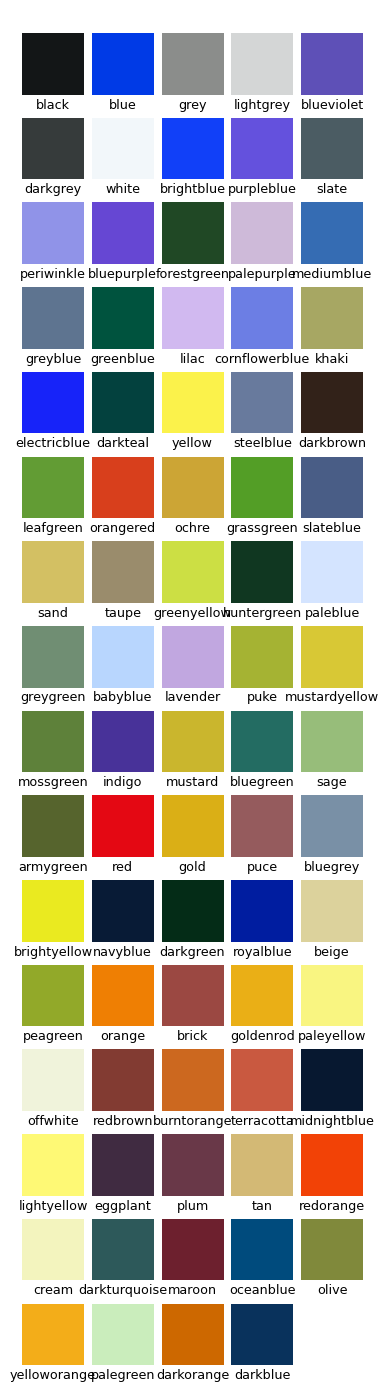 black blue grey lightgrey blueviolet
darkgrey white brightblue purpleblue slate
periwinkle bluepurple forestgreen palepurple mediumblue
greyblue greenblue lilac cornflowerblue khaki
electricblue darkteal yellow steelblue darkbrown
leafgreen orangered ochre grassgreen slateblue
sand taupe greenyellow huntergreen paleblue
greygreen babyblue lavender puke mustardyellow
mossgreen indigo mustard bluegreen sage
armygreen red gold puce bluegrey
brightyellow navyblue darkgreen royalblue beige
peagreen orange brick goldenrod paleyellow
offwhite redbrown burntorange terracotta midnightblue
lightyellow eggplant plum tan redorange
cream darkturquoise maroon oceanblue olive
yelloworange palegreen darkorange darkblue